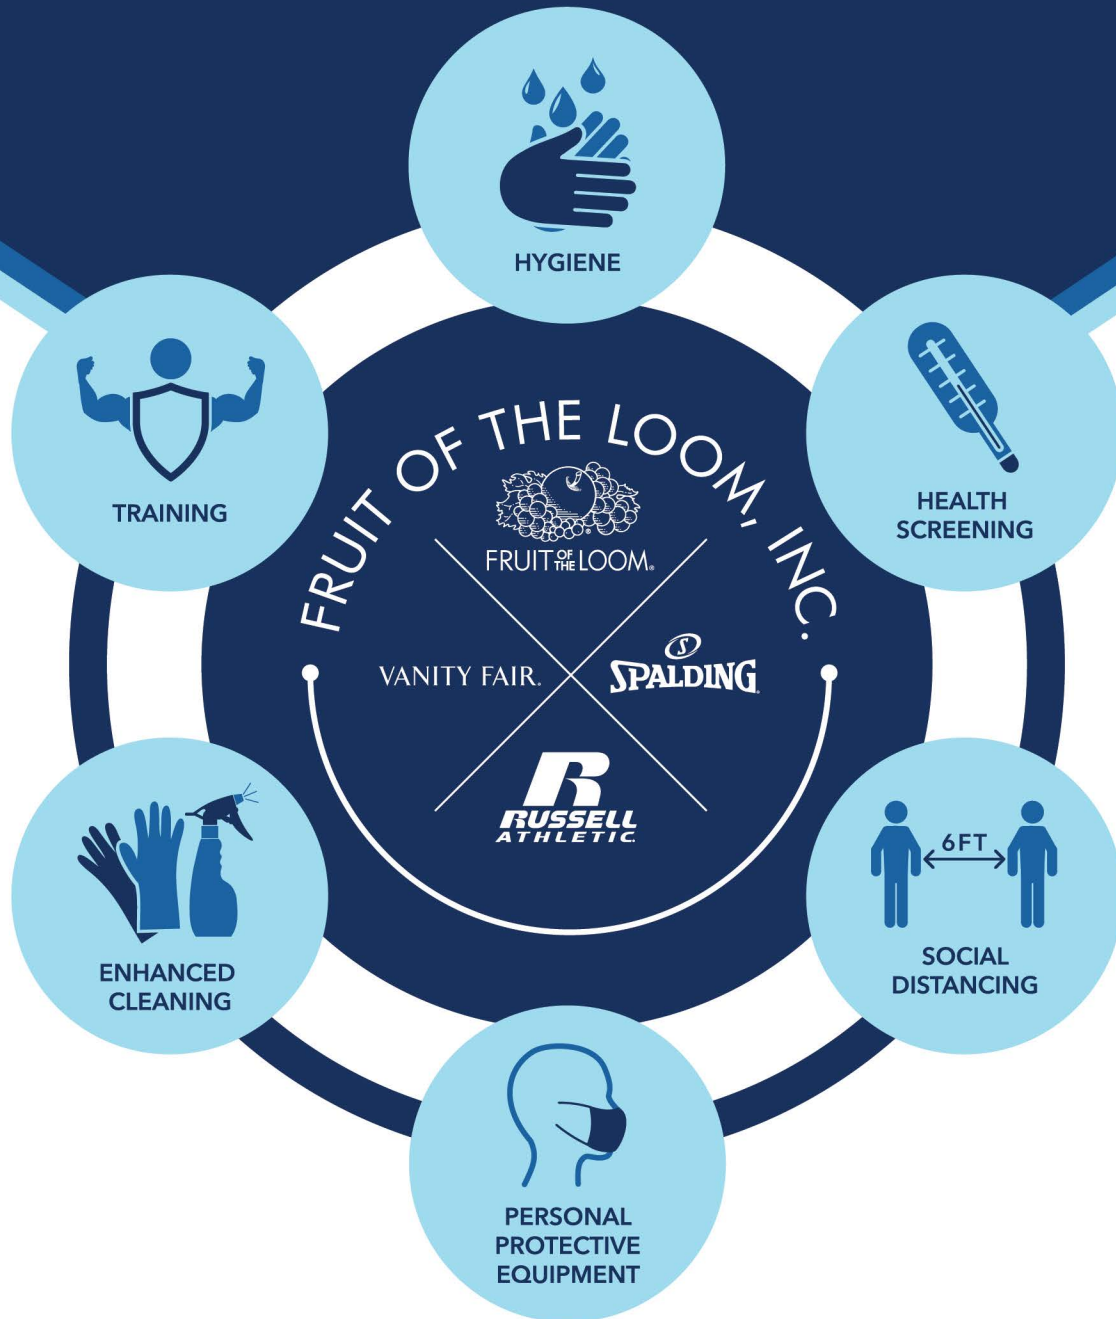 HYGIENE
TRAINING
HEALTH
SCREENING
FRUIT OF THE LOOM, INC.
FRUIT OF THE LOOM®
VANITY FAIR®
S
SPALDING®
R
RUSSELL
ATHLETIC
ENHANCED
CLEANING
6FT
SOCIAL
DISTANCING
PERSONAL
PROTECTIVE
EQUIPMENT